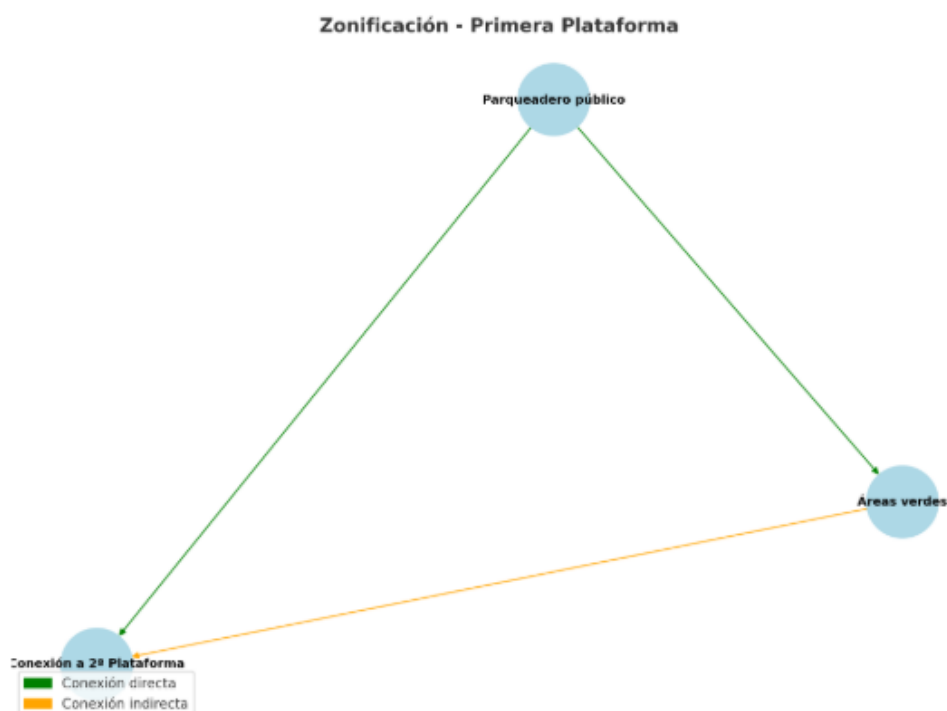 Zonificación - Primera Plataforma
Parqueadero público
Áreas verdes
Conexión a 2ª Plataforma
Conexión directa
Conexión indirecta